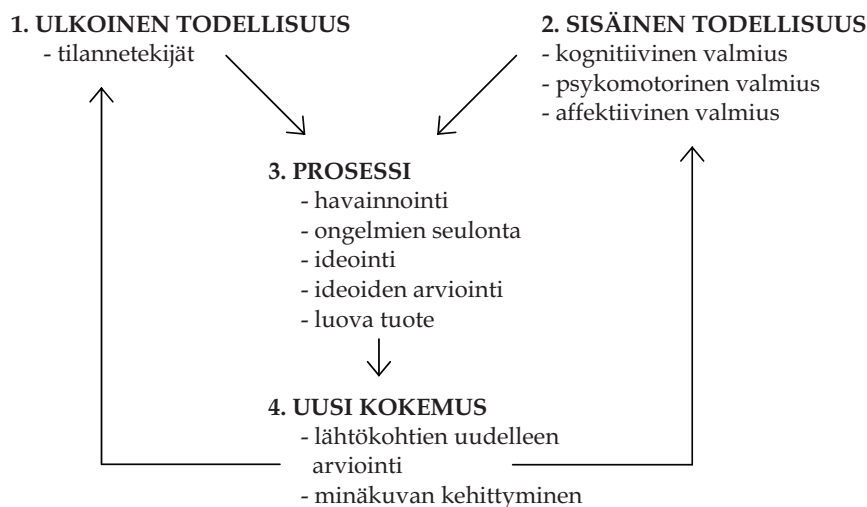 1. ULKOINEN TODELLISUUS
- tilannetekijät
2. SISÄINEN TODELLISUUS
- kognitiivinen valmius
- psykomotorinen valmius
- affektiivinen valmius
3. PROSESSI
- havainnointi
- ongelmien seulonta
- ideointi
- ideoiden arviointi
- luova tuote
4. UUSI KOKEMUS
- lähtökohtien uudelleen
arviointi
- minäkuvan kehittyminen